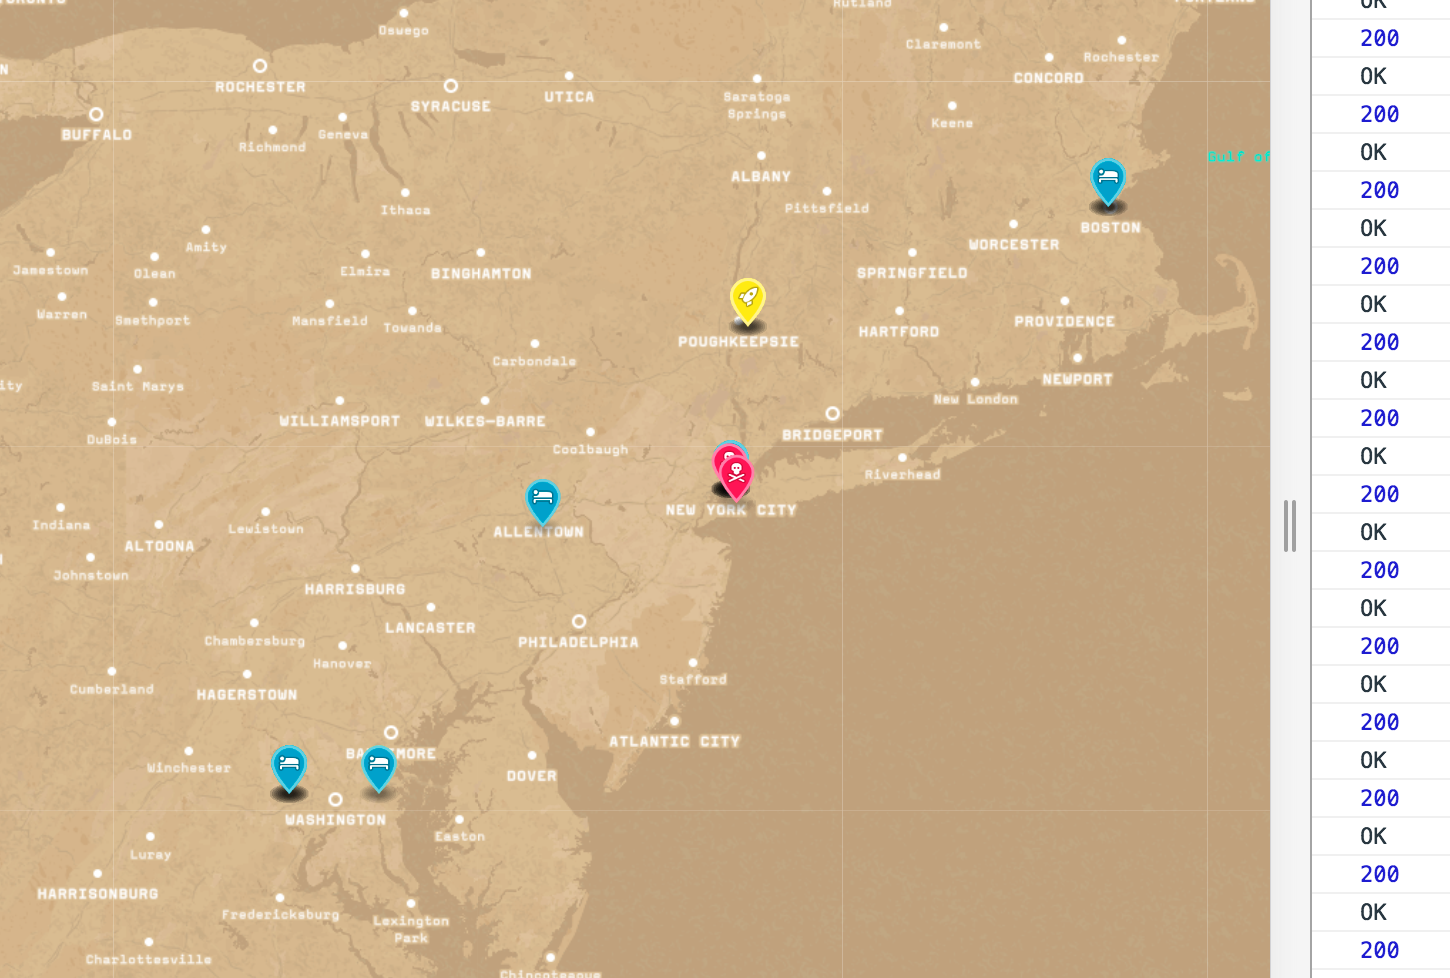 Oswego
Rutland
Claremont
Rochester
ROCHESTER
SYRACUSE
UTICA
Saratoga
Springs
CONCORD
BUFFALO
Richmond
Geneva
Keene
Gulf of
ALBANY
Ithaca
Pittsfield
BOSTON
Amity
WORCESTER
Jamestown
Olean
Elmira
BINGHAMTON
SPRINGFIELD
Warren
Smethport
Mansfield
Towanda
HARTFORD
PROVIDENCE
POUGHKEEPSIE
Carbondale
Saint Marys
NEWPORT
New London
WILLIAMSPORT
WILKES-BARRE
DuBois
Coolbaugh
BRIDGEPORT
Riverhead
NEW YORK CITY
Indiana
ALTOONA
Lewistown
ALLENTOWN
Johnstown
HARRISBURG
LANCASTER
Chambersburg
Hanover
PHILADELPHIA
Cumberland
HAGERSTOWN
Stafford
ATLANTIC CITY
Winchester
DOVER
WASHINGTON
Easton
Luray
HARRISONBURG
Fredericksburg
Lexington
Park
Charlottesville
Chincoteague
OK
200
OK
200
OK
200
OK
200
OK
200
OK
200
OK
200
OK
200
OK
200
OK
200
OK
200
OK
200
OK
200